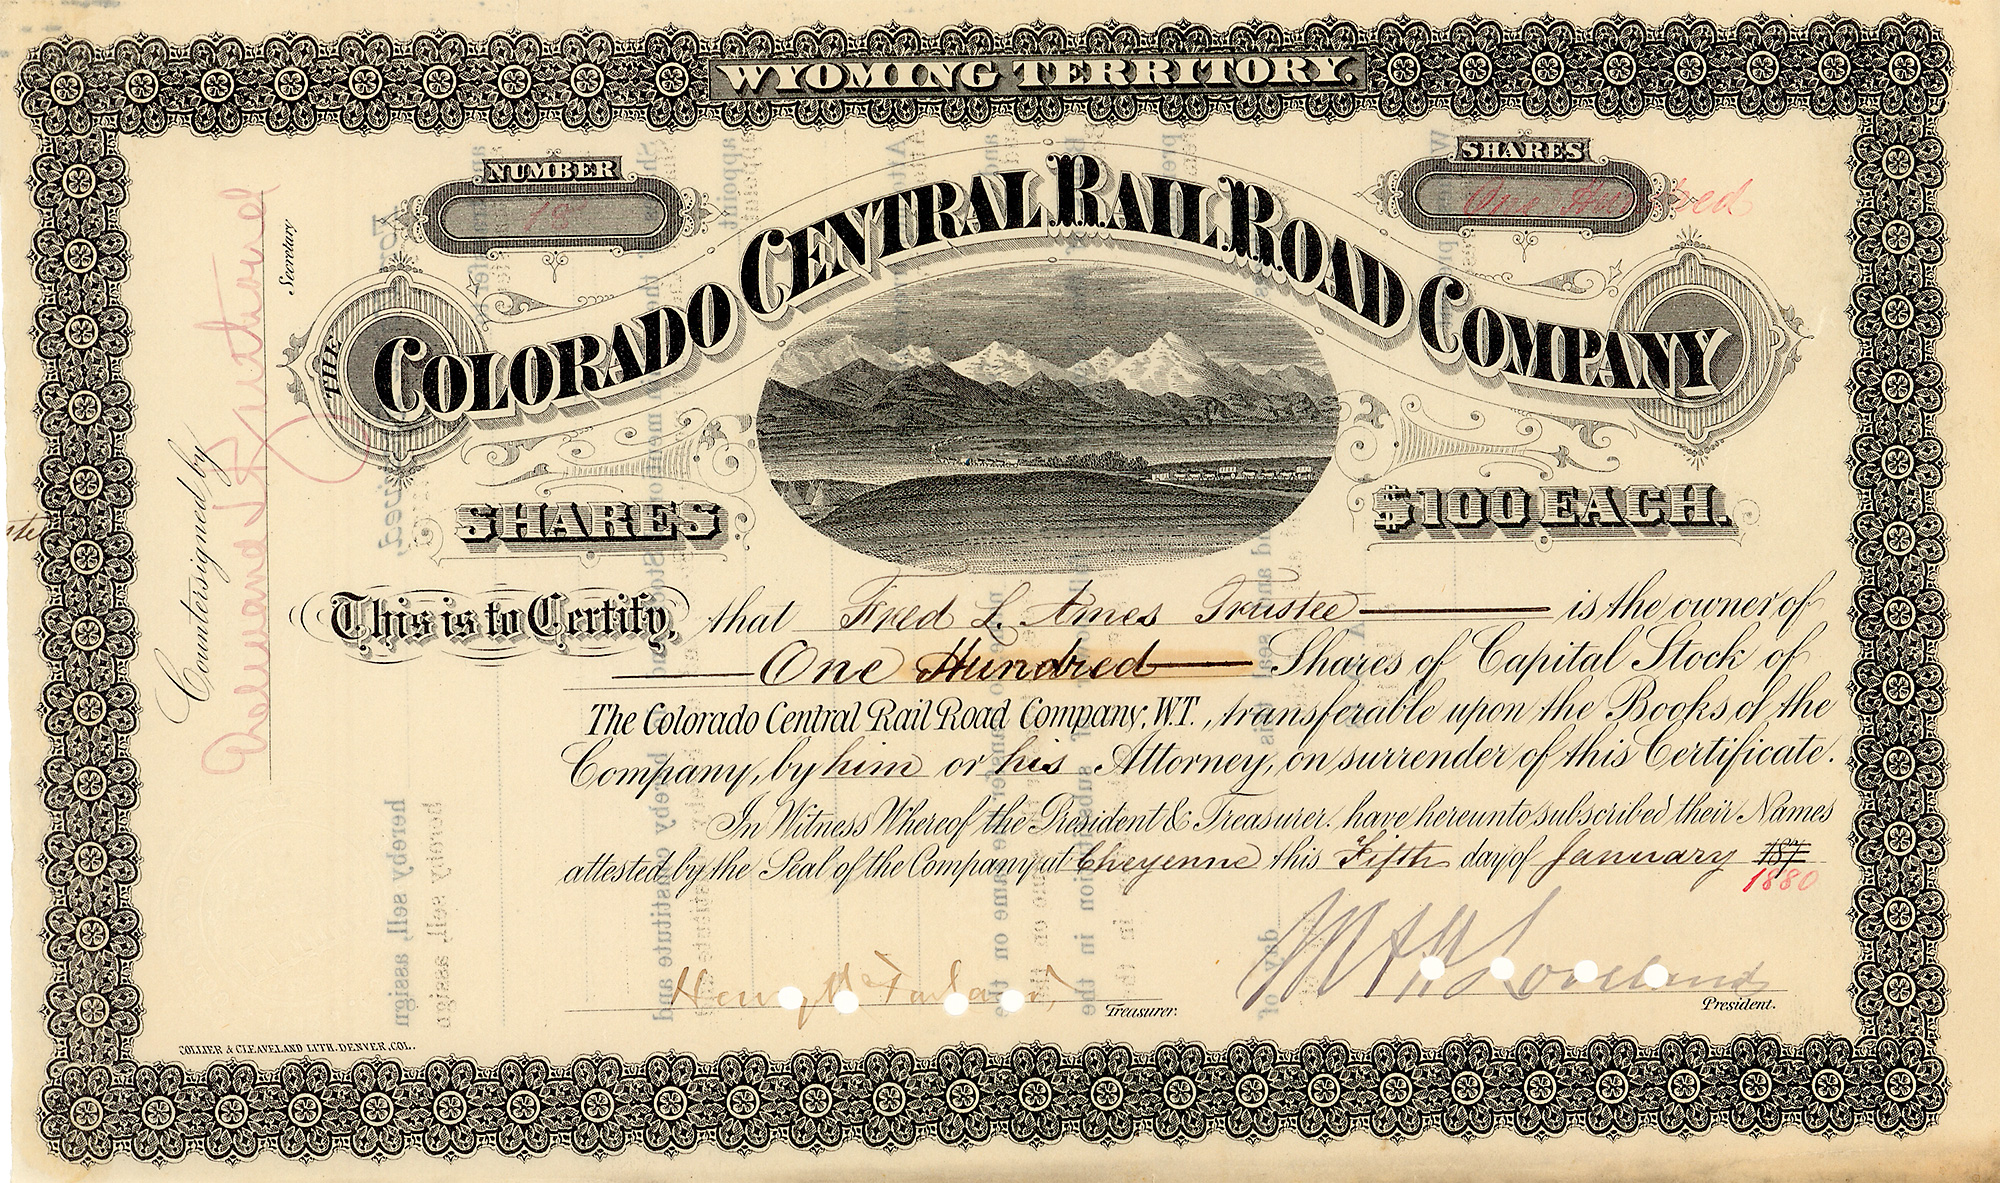 WYOMING TERRITORY.
NUMBER
18
SHARES
One Hundred
THE COLORADO CENTRAL RAIL ROAD COMPANY
SHARES
$100 EACH.
This is to Certify, that Fred L. Ames Trustee is the owner of
One Hundred Shares of Capital Stock of
The Colorado Central Rail Road Company, W.T., transferable upon the Books of the
Company, by him or his Attorney, on surrender of this Certificate.
In Witness Whereof the President & Treasurer have hereunto subscribed their Names
attested by the Seal of the Company at Cheyenne this Fifth day of January 187
1880
Treasurer.
W A H Loveland
President.
Countersigned by
Secretary
COLLIER & CLEAVELAND LITH. DENVER, COL.